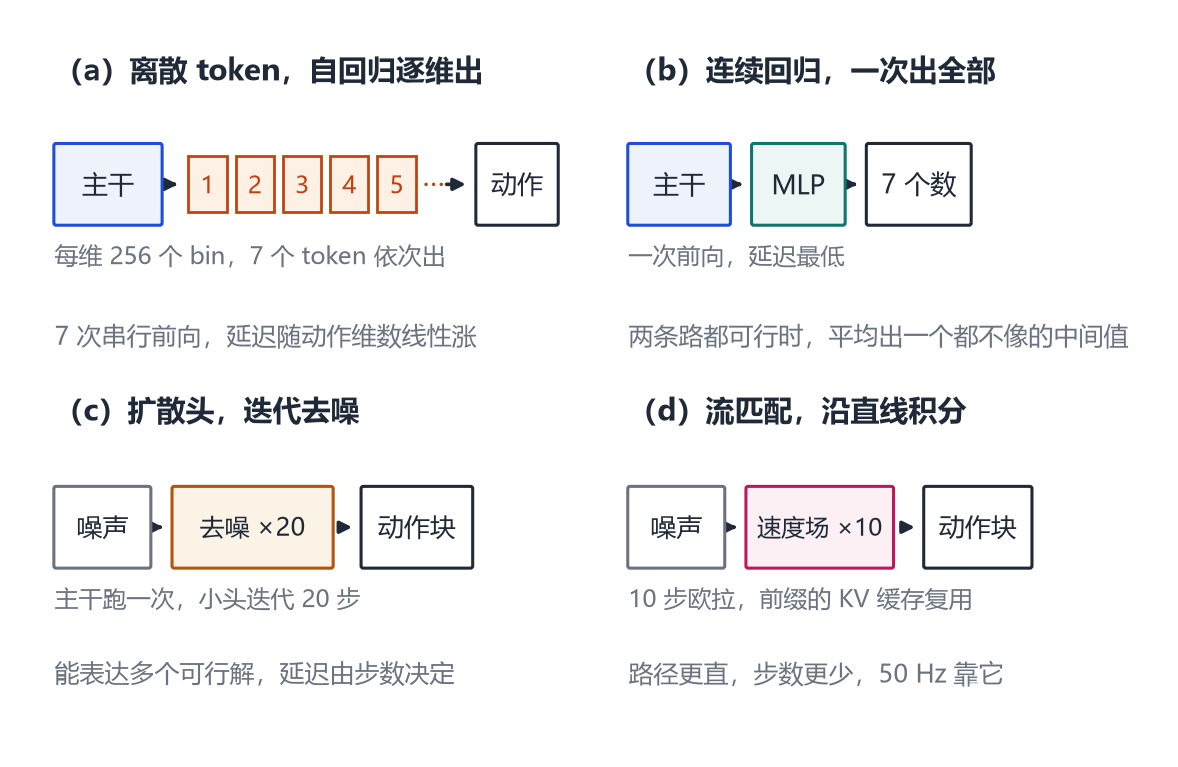 （a）离散 token，自回归逐维出
主干
1 2 3 4 5 ···
动作
每维 256 个 bin，7 个 token 依次出
7 次串行前向，延迟随动作维数线性涨
（b）连续回归，一次出全部
主干
MLP
7 个数
一次前向，延迟最低
两条路都可行时，平均出一个都不像的中间值
（c）扩散头，迭代去噪
噪声
去噪 ×20
动作块
主干跑一次，小头迭代 20 步
能表达多个可行解，延迟由步数决定
（d）流匹配，沿直线积分
噪声
速度场 ×10
动作块
10 步欧拉，前缀的 KV 缓存复用
路径更直，步数更少，50 Hz 靠它